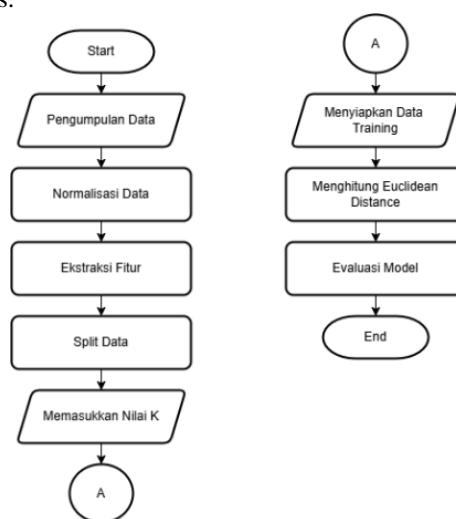 s.
Start
Pengumpulan Data
Normalisasi Data
Ekstraksi Fitur
Split Data
Memasukkan Nilai K
A
A
Menyiapkan Data
Training
Menghitung Euclidean
Distance
Evaluasi Model
End